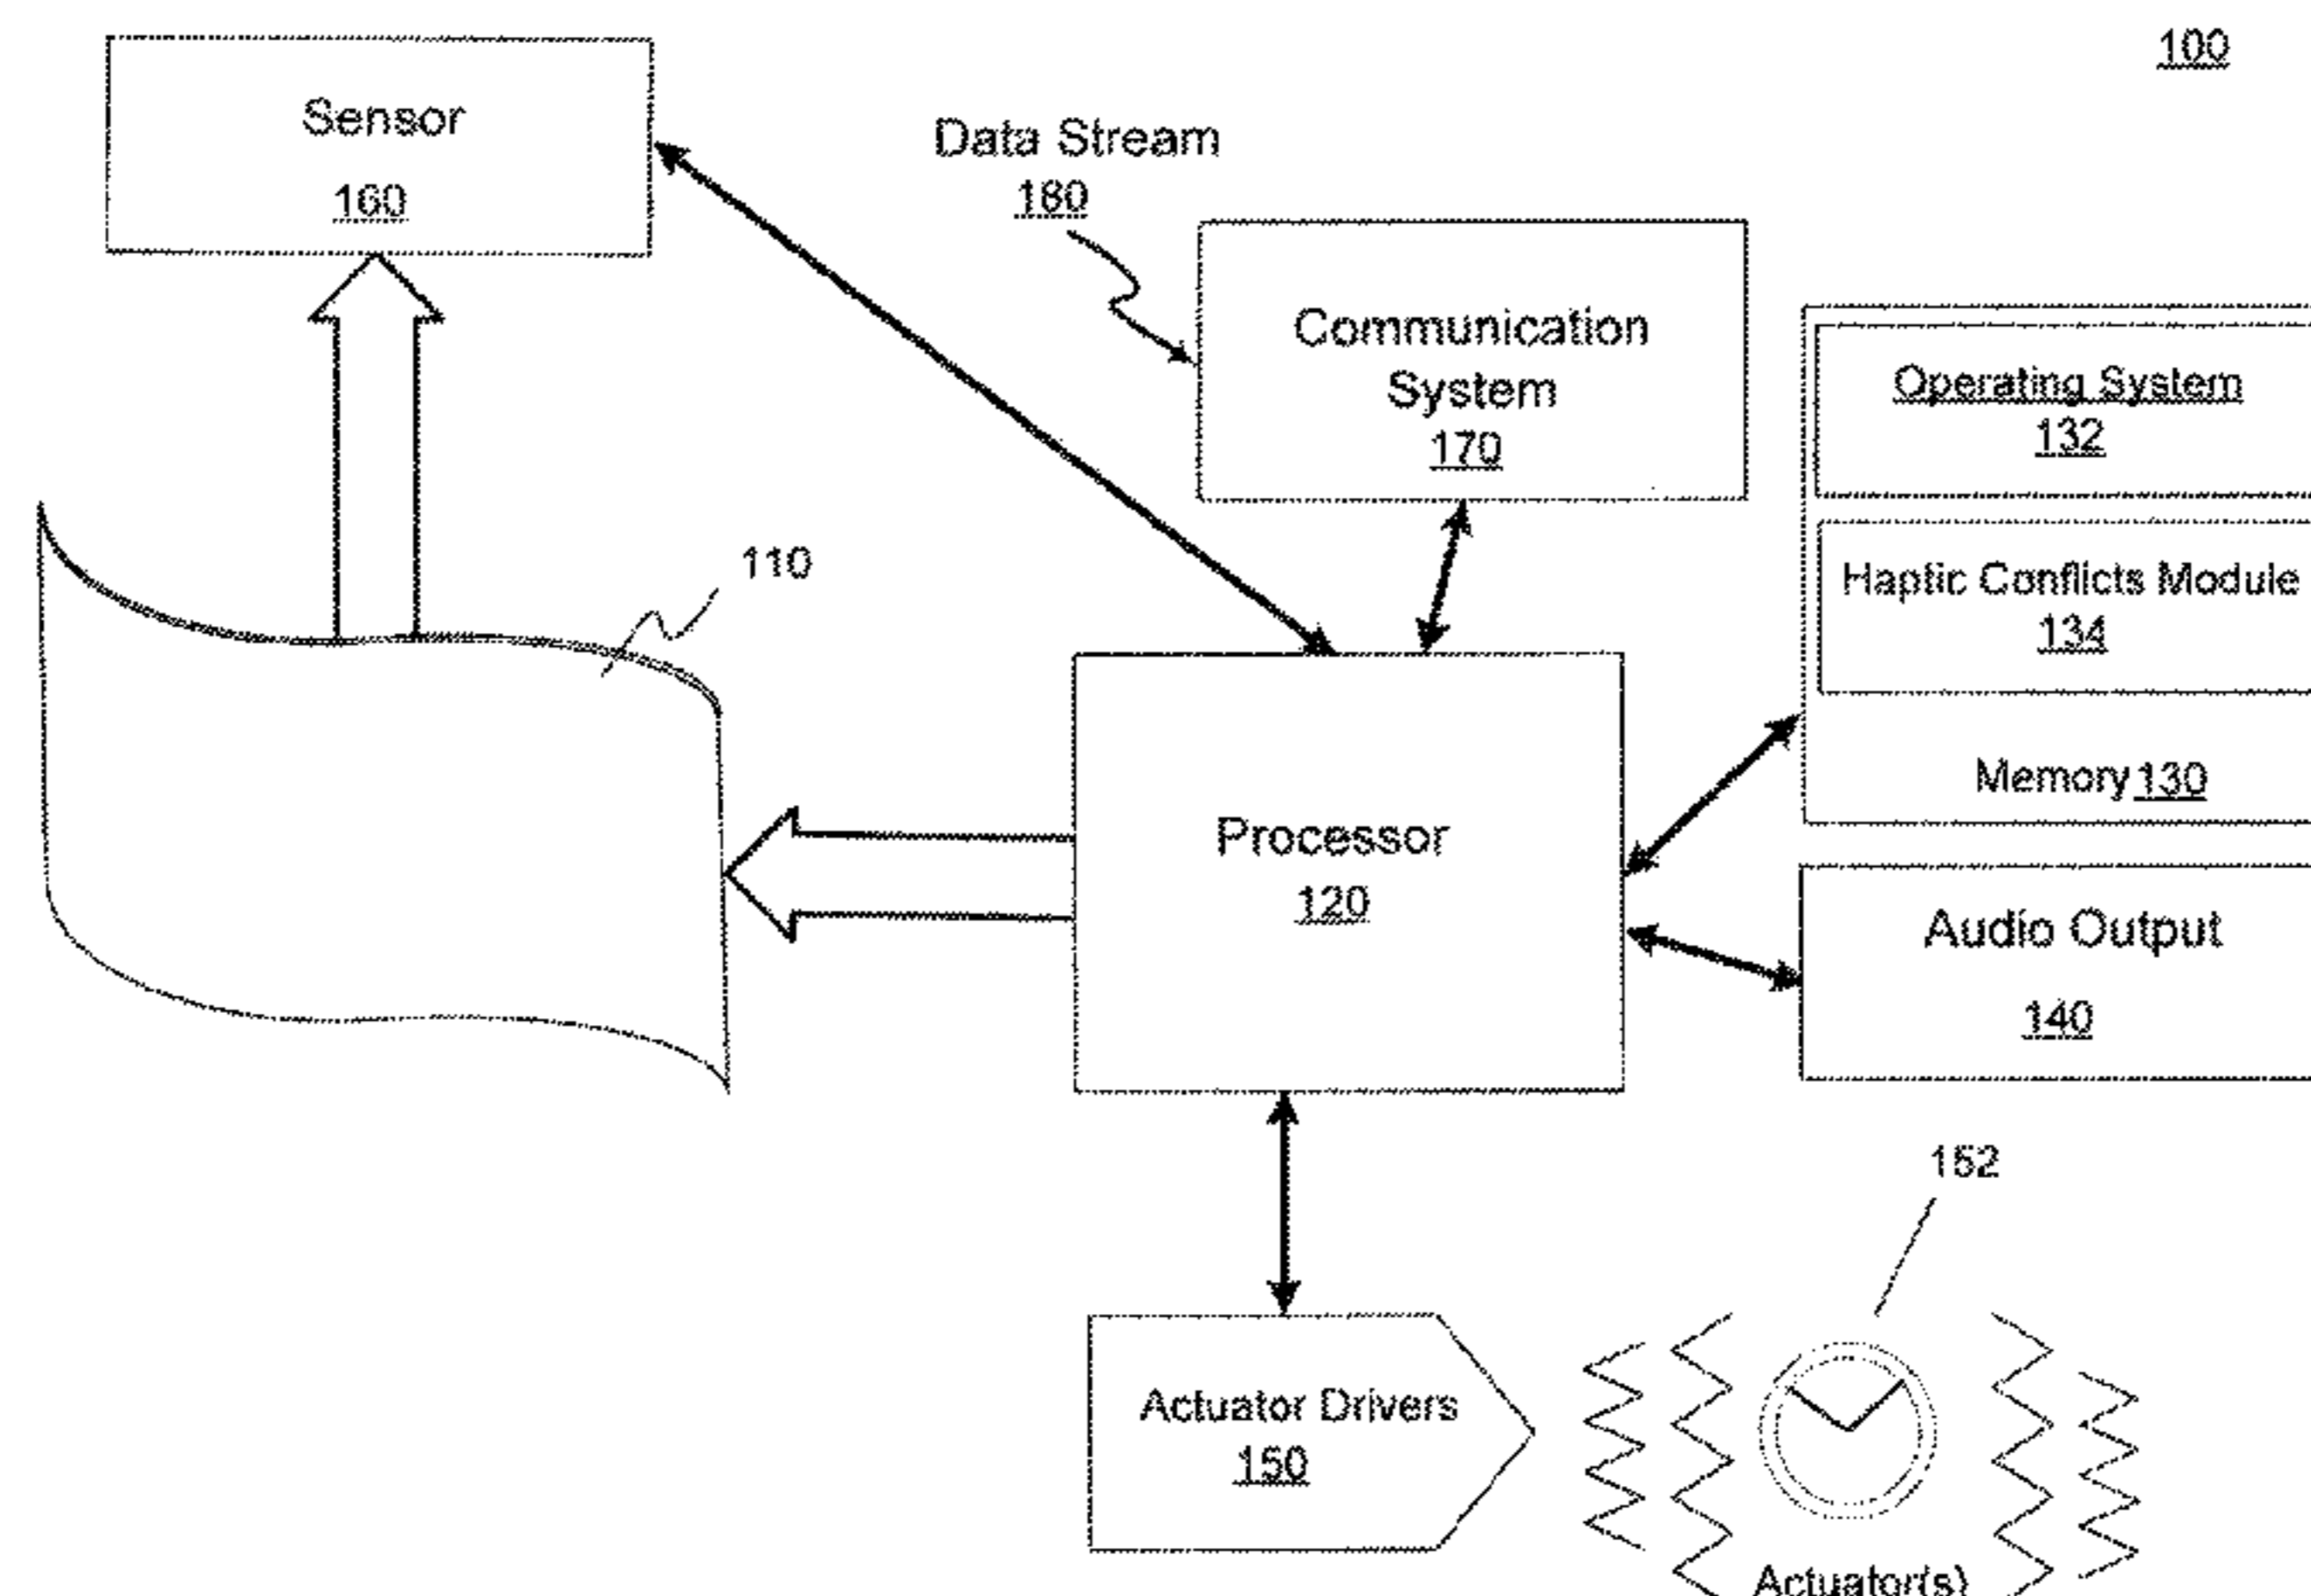 100
Sensor
160
Data Stream
180
Communication
System
170
Operating System
132
Haptic Conflicts Module
134
Memory 130
110
Processor
120
Audio Output
140
152
Actuator Drivers
150
Actuator(s)